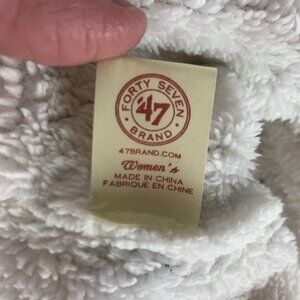 FORTY SEVEN
'47
BRAND
47BRAND.COM
Women's
MADE IN CHINA
FABRIQUE EN CHINE